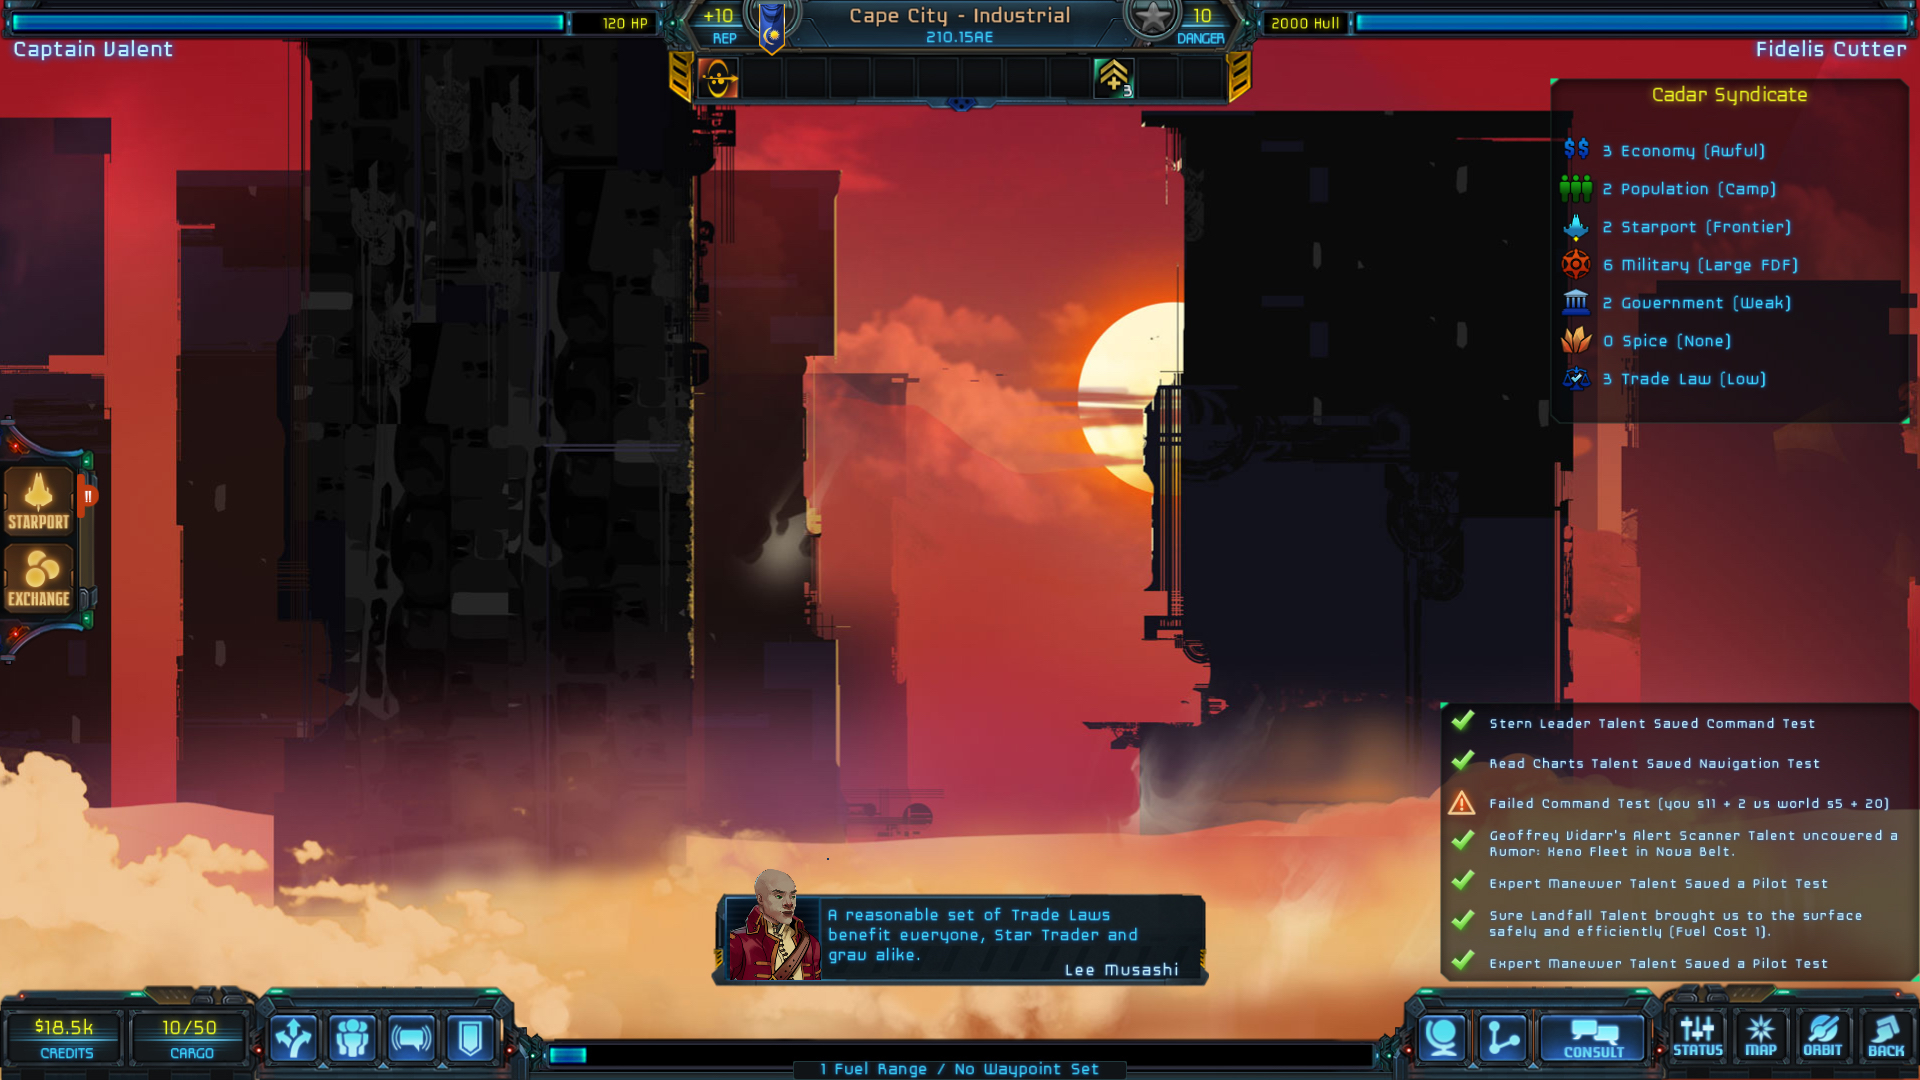 120 HP
+10
REP
Cape City - Industrial
210.15AE
10
DANGER
2000 Hull
Captain Valent
Fidelis Cutter
3
Cadar Syndicate
3 Economy (Awful)
2 Population (Camp)
2 Starport (Frontier)
6 Military (Large FDF)
2 Government (Weak)
0 Spice (None)
3 Trade Law (Low)
STARPORT
!!
EXCHANGE
Stern Leader Talent Saved Command Test
Read Charts Talent Saved Navigation Test
Failed Command Test (you s11 + 2 vs world s5 + 20)
Geoffrey Vidarr's Alert Scanner Talent uncovered a
Rumor: Xeno Fleet in Nova Belt.
Expert Maneuver Talent Saved a Pilot Test
Sure Landfall Talent brought us to the surface
safely and efficiently (Fuel Cost 1).
Expert Maneuver Talent Saved a Pilot Test
A reasonable set of Trade Laws
benefit everyone, Star Trader and
grav alike.
Lee Musashi
$18.5k
CREDITS
10/50
CARGO
1 Fuel Range / No Waypoint Set
CONSULT
STATUS
MAP
ORBIT
BACK